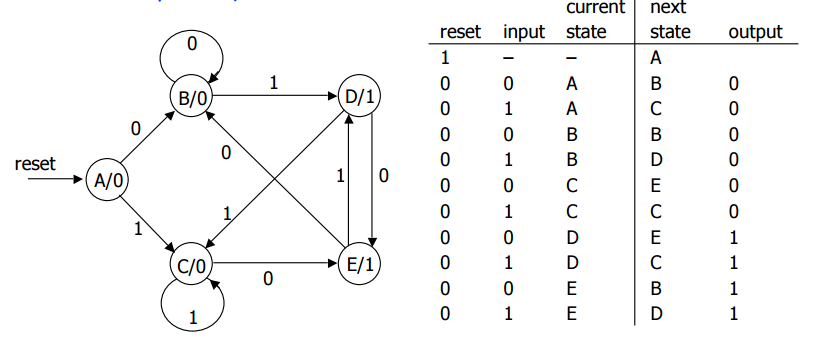 0
1
B/0
D/1
0
0
reset
A/0
1
0
1
1
C/0
E/1
0
1
current next
reset input state state output
1 – – A
0 0 A B 0
0 1 A C 0
0 0 B B 0
0 1 B D 0
0 0 C E 0
0 1 C C 0
0 0 D E 1
0 1 D C 1
0 0 E B 1
0 1 E D 1